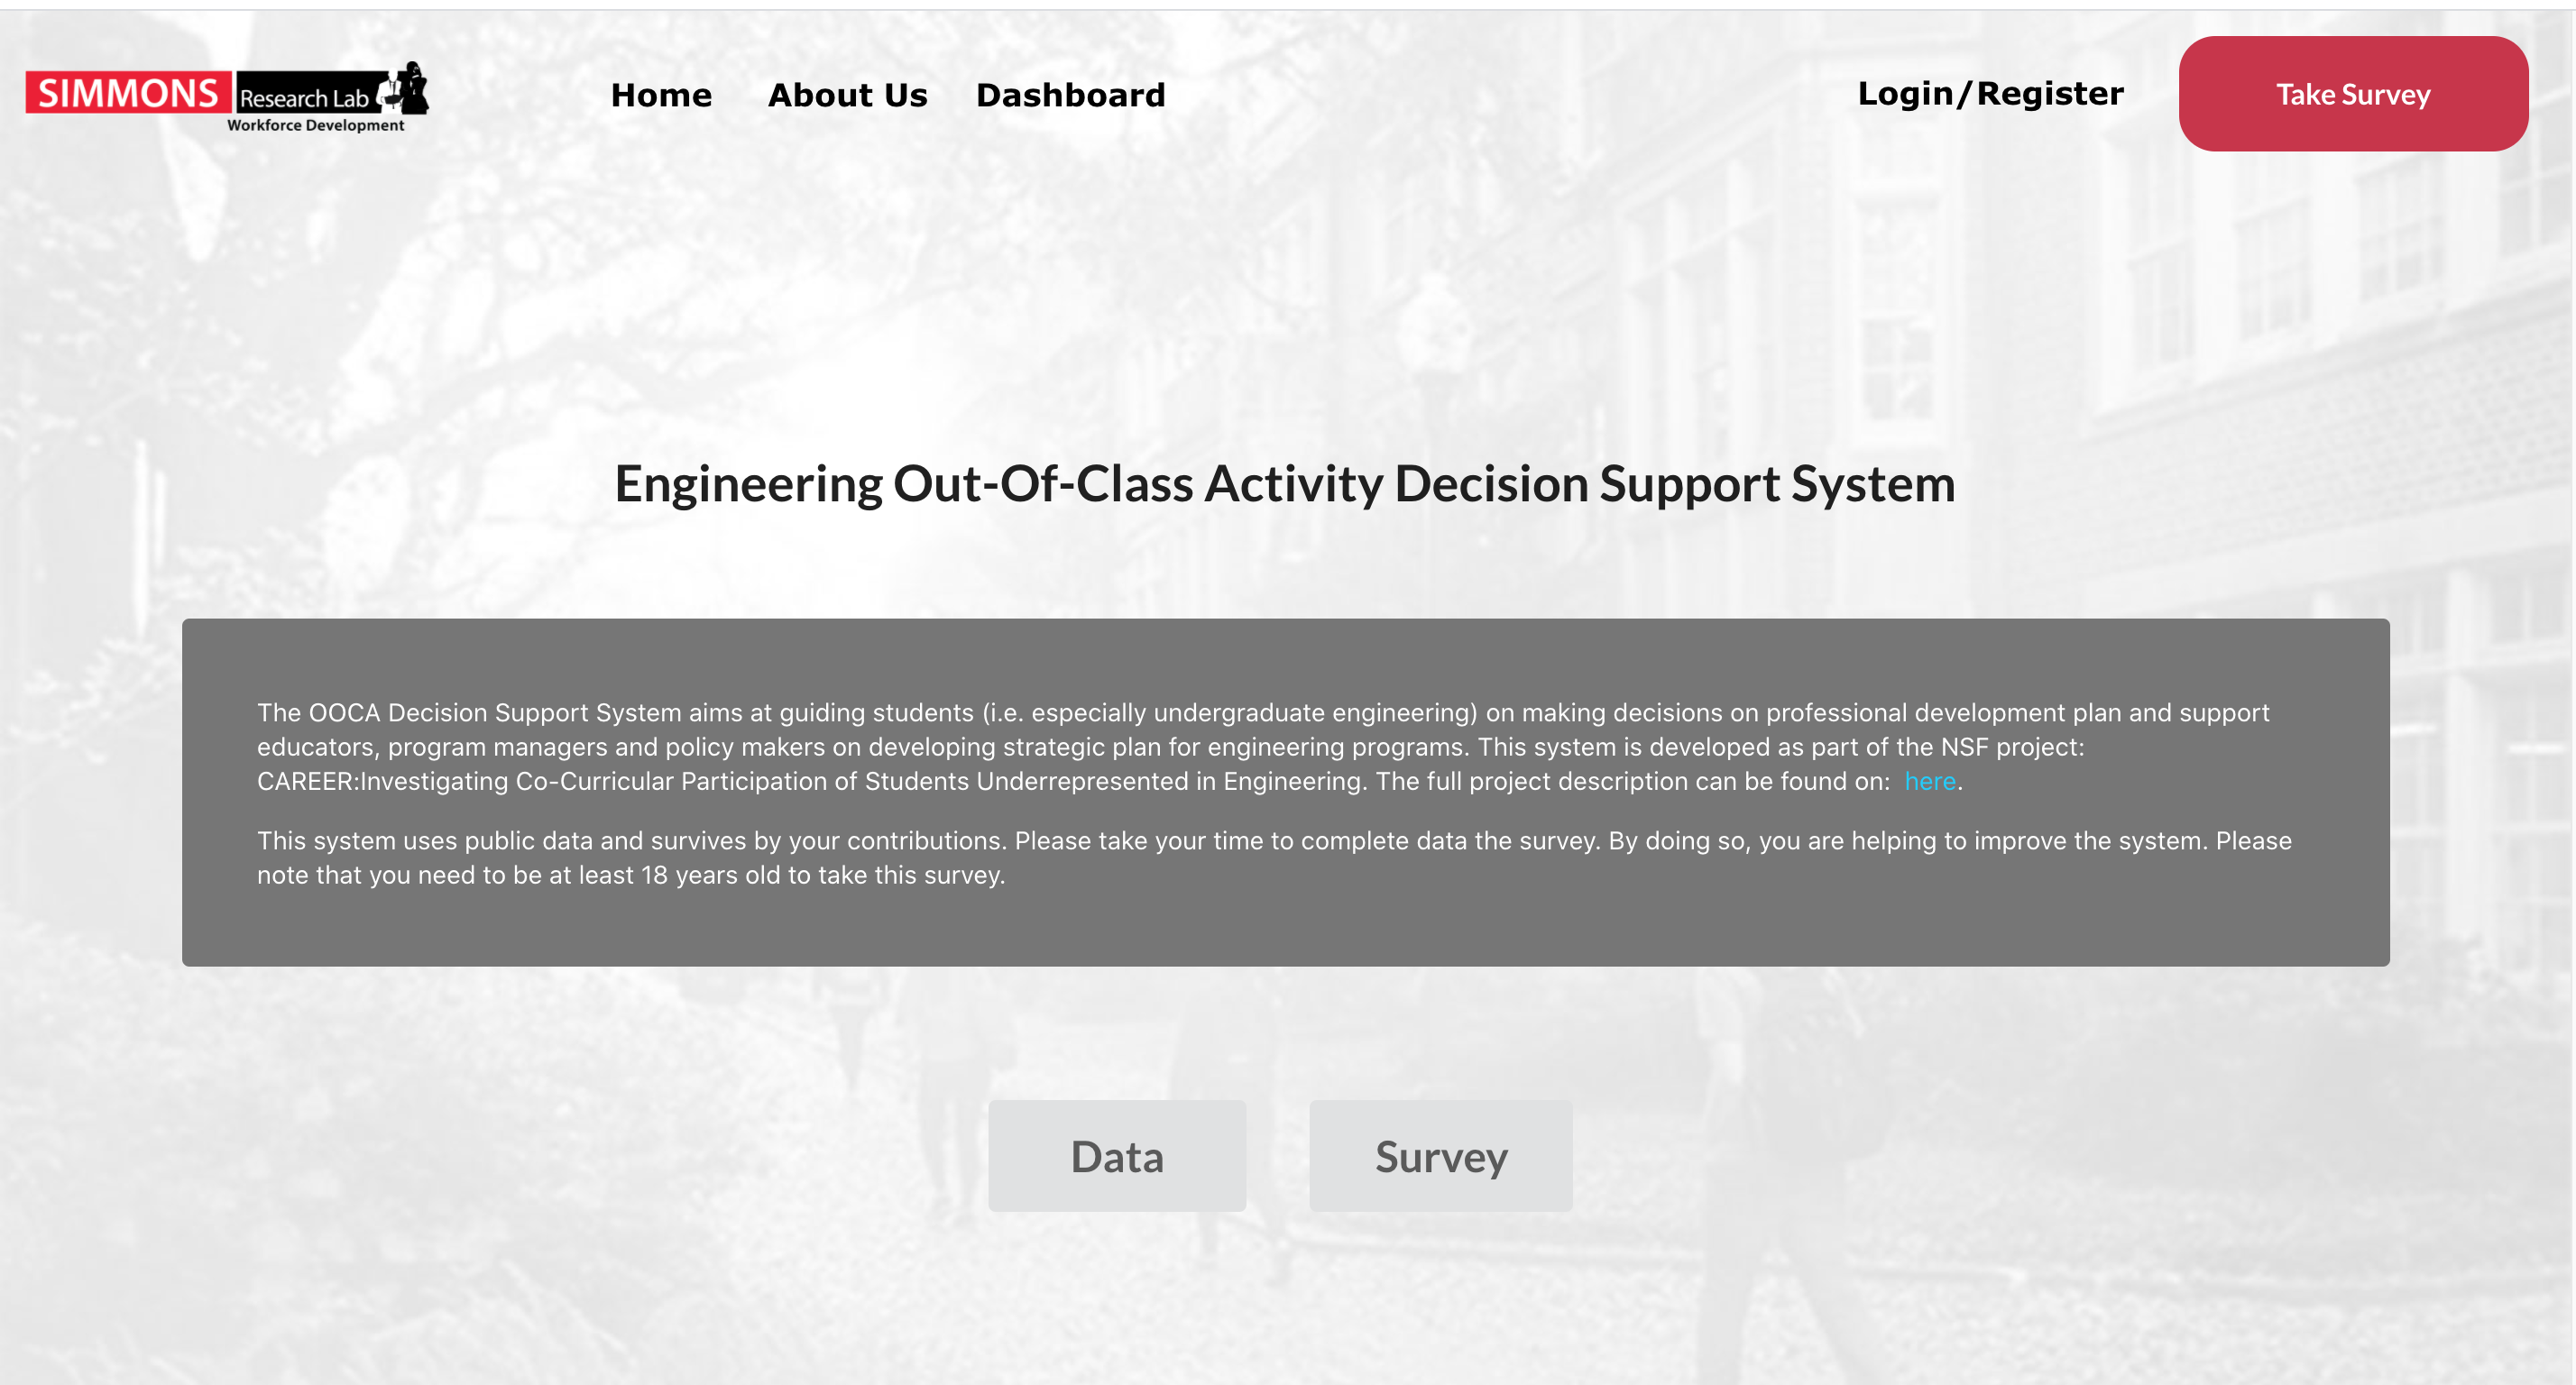 SIMMONS Research Lab
Workforce Development
Home About Us Dashboard
Login/Register
Take Survey
Engineering Out-Of-Class Activity Decision Support System
The OOCA Decision Support System aims at guiding students (i.e. especially undergraduate engineering) on making decisions on professional development plan and support
educators, program managers and policy makers on developing strategic plan for engineering programs. This system is developed as part of the NSF project:
CAREER:Investigating Co-Curricular Participation of Students Underrepresented in Engineering. The full project description can be found on: here.
This system uses public data and survives by your contributions. Please take your time to complete data the survey. By doing so, you are helping to improve the system. Please
note that you need to be at least 18 years old to take this survey.
Data
Survey